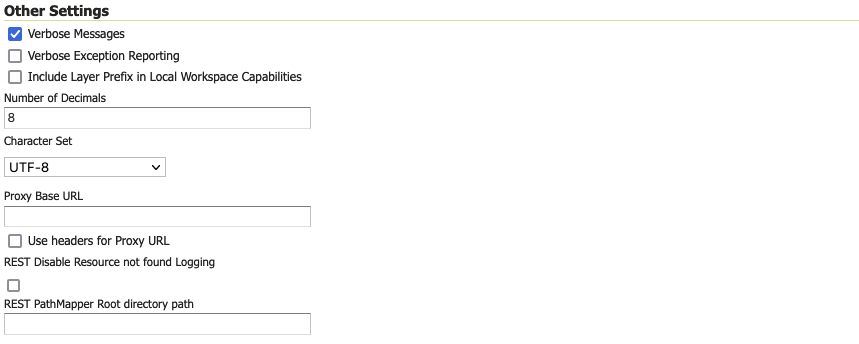 Other Settings
Verbose Messages
Verbose Exception Reporting
Include Layer Prefix in Local Workspace Capabilities
Number of Decimals
8
Character Set
UTF-8
Proxy Base URL
Use headers for Proxy URL
REST Disable Resource not found Logging
REST PathMapper Root directory path